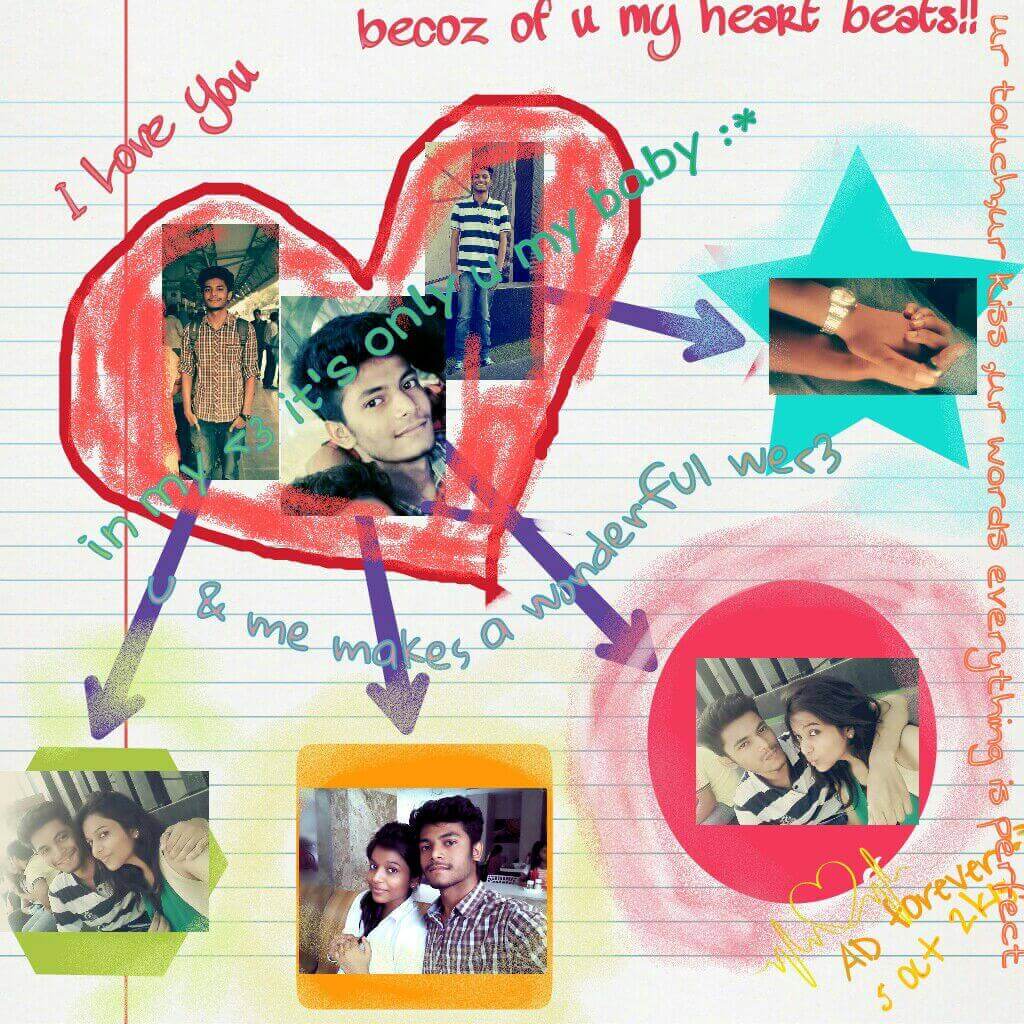 becoz of u my heart beats!!
I Love You
in my <3 it's only u my baby :*
u & me makes a wonderful we<3
ur touch,ur kiss ,ur words everything is perfect
AD forever!!
5 Oct